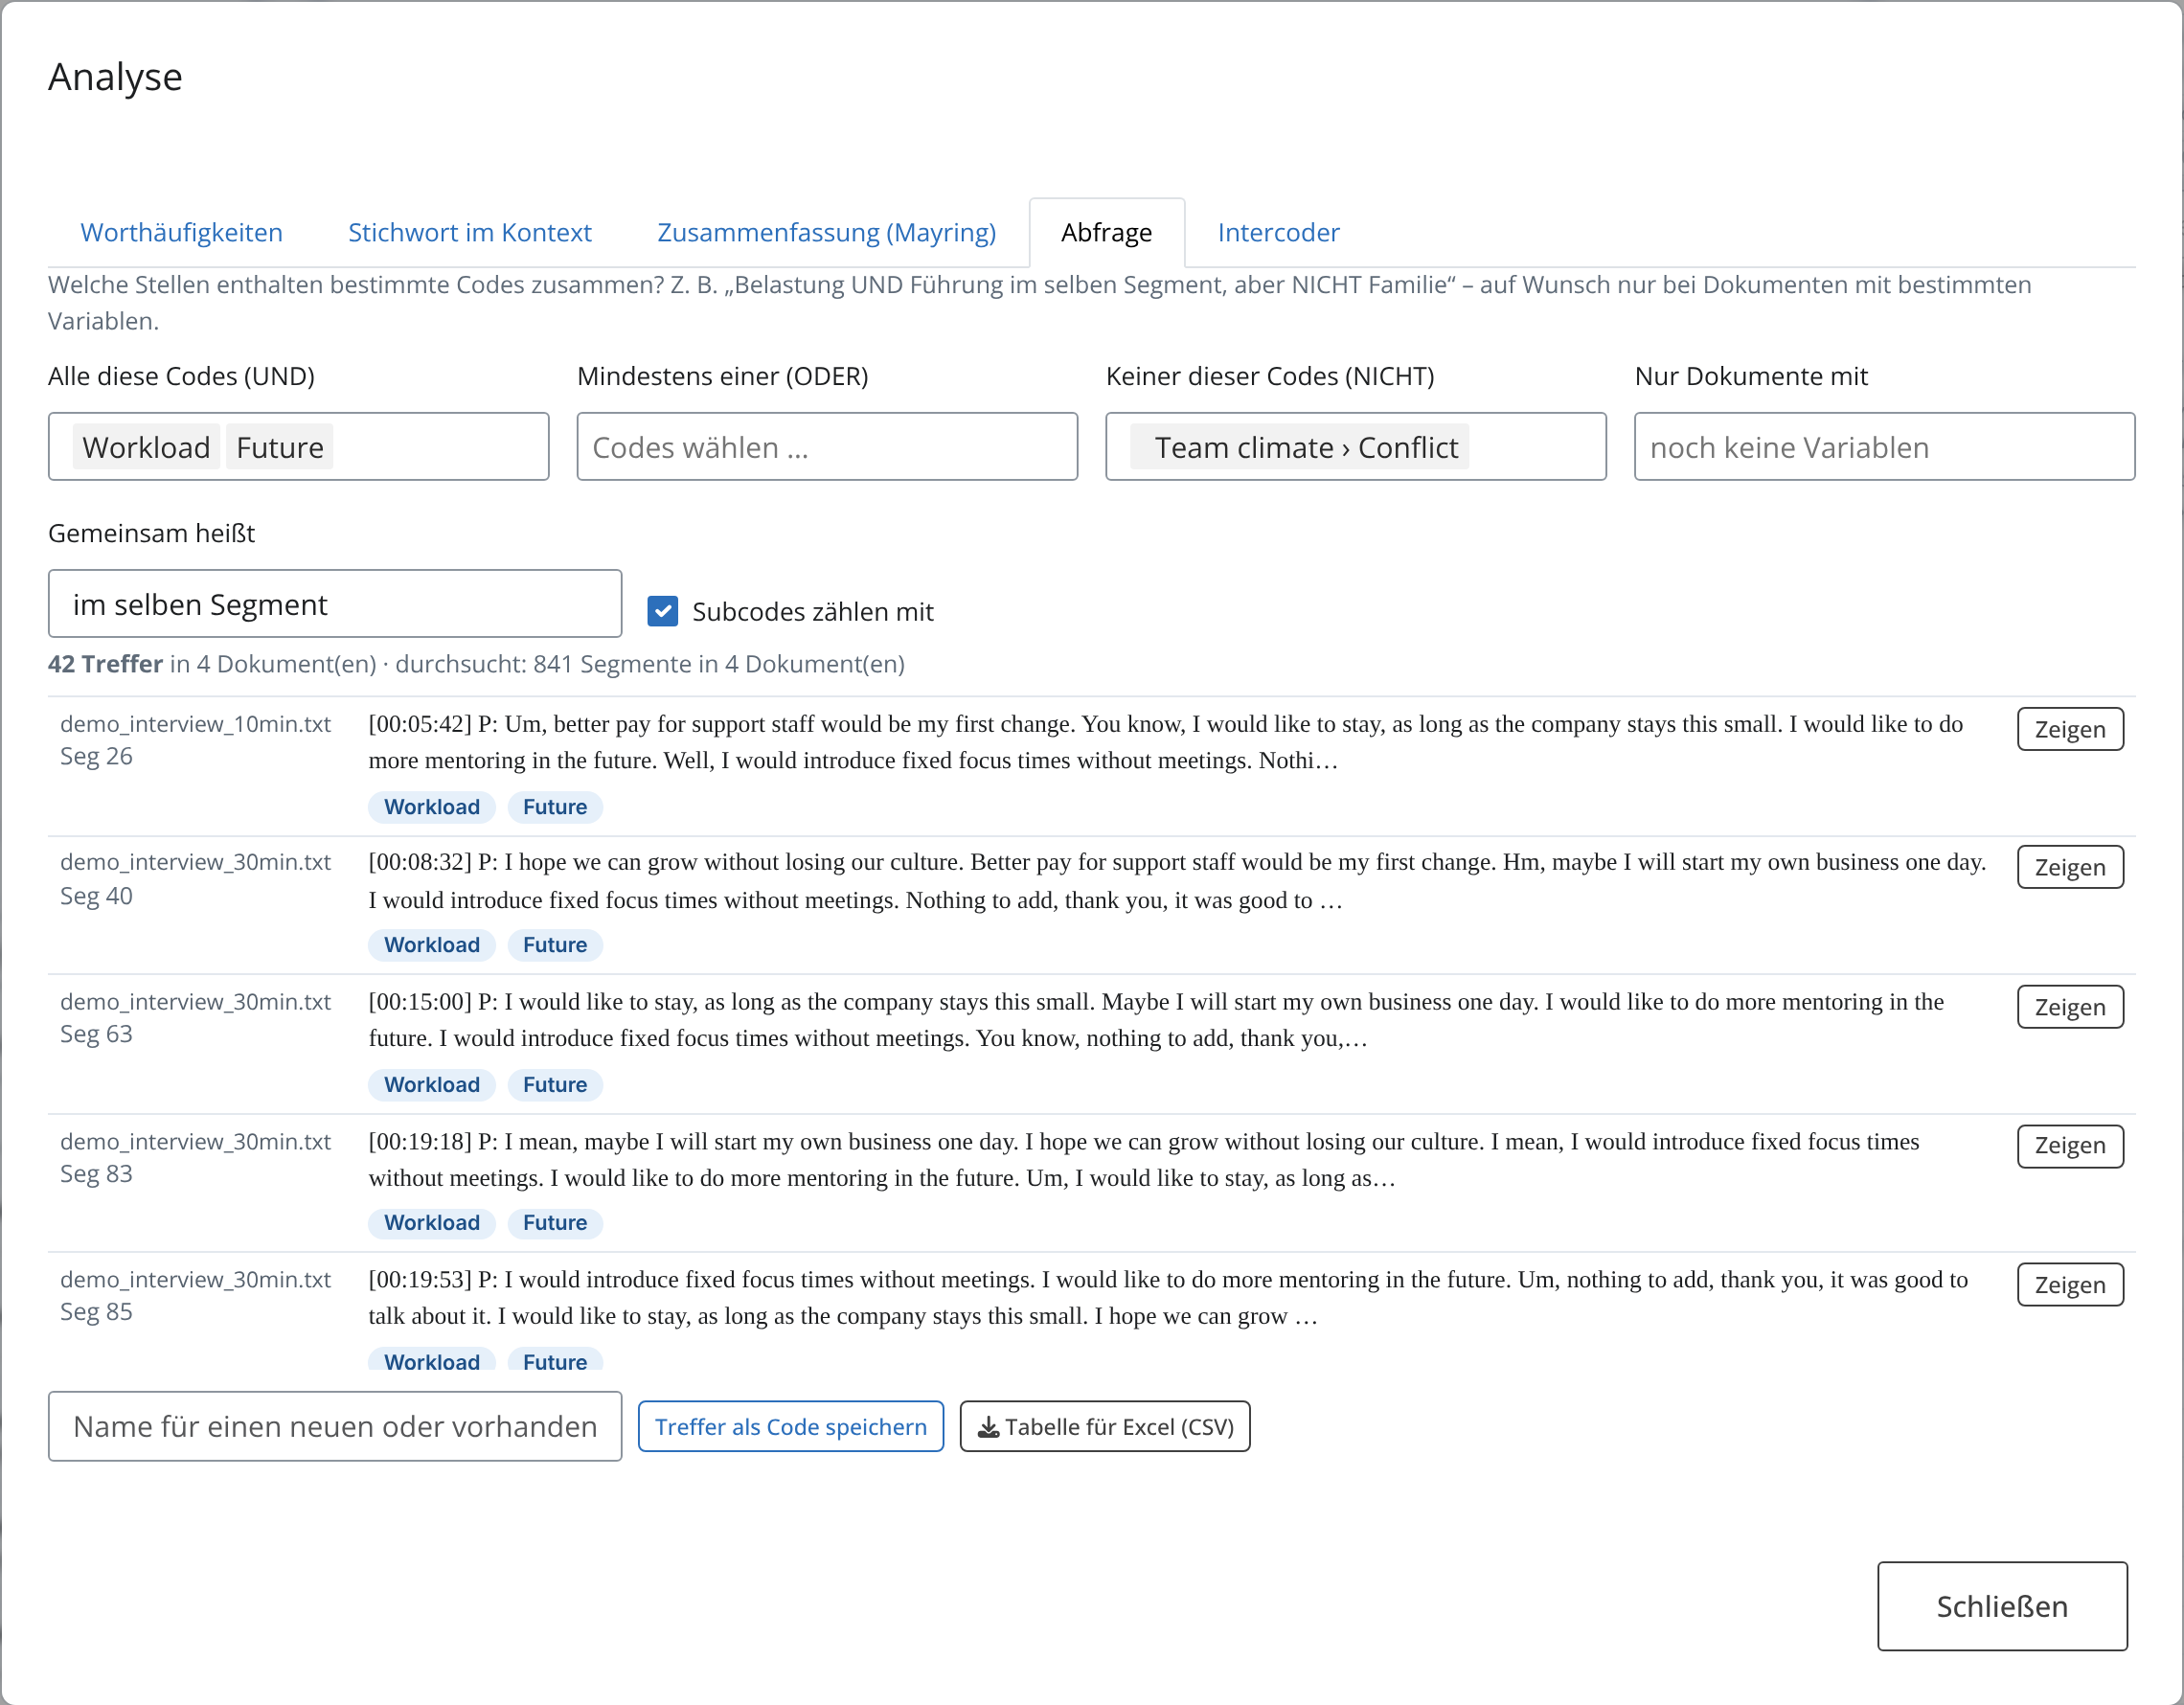 Analyse
Worthäufigkeiten Stichwort im Kontext Zusammenfassung (Mayring) Abfrage Intercoder
Welche Stellen enthalten bestimmte Codes zusammen? Z. B. „Belastung UND Führung im selben Segment, aber NICHT Familie“ – auf Wunsch nur bei Dokumenten mit bestimmten
Variablen.
Alle diese Codes (UND) Mindestens einer (ODER) Keiner dieser Codes (NICHT) Nur Dokumente mit
Workload Future Codes wählen ... Team climate › Conflict noch keine Variablen
Gemeinsam heißt
im selben Segment Subcodes zählen mit
42 Treffer in 4 Dokument(en) · durchsucht: 841 Segmente in 4 Dokument(en)
demo_interview_10min.txt [00:05:42] P: Um, better pay for support staff would be my first change. You know, I would like to stay, as long as the company stays this small. I would like to do Zeigen
Seg 26 more mentoring in the future. Well, I would introduce fixed focus times without meetings. Nothi…
Workload Future
demo_interview_30min.txt [00:08:32] P: I hope we can grow without losing our culture. Better pay for support staff would be my first change. Hm, maybe I will start my own business one day. Zeigen
Seg 40 I would introduce fixed focus times without meetings. Nothing to add, thank you, it was good to …
Workload Future
demo_interview_30min.txt [00:15:00] P: I would like to stay, as long as the company stays this small. Maybe I will start my own business one day. I would like to do more mentoring in the Zeigen
Seg 63 future. I would introduce fixed focus times without meetings. You know, nothing to add, thank you,…
Workload Future
demo_interview_30min.txt [00:19:18] P: I mean, maybe I will start my own business one day. I hope we can grow without losing our culture. I mean, I would introduce fixed focus times Zeigen
Seg 83 without meetings. I would like to do more mentoring in the future. Um, I would like to stay, as long as…
Workload Future
demo_interview_30min.txt [00:19:53] P: I would introduce fixed focus times without meetings. I would like to do more mentoring in the future. Um, nothing to add, thank you, it was good to Zeigen
Seg 85 talk about it. I would like to stay, as long as the company stays this small. I hope we can grow …
Workload Future
Name für einen neuen oder vorhanden Treffer als Code speichern Tabelle für Excel (CSV)
Schließen